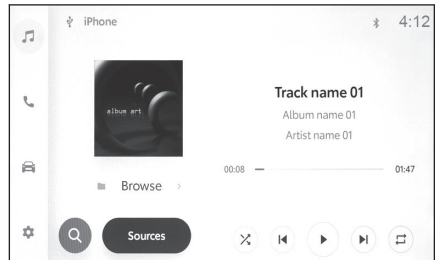 iPhone
4:12
album art
Track name 01
Album name 01
Artist name 01
00:08
01:47
Browse
Sources